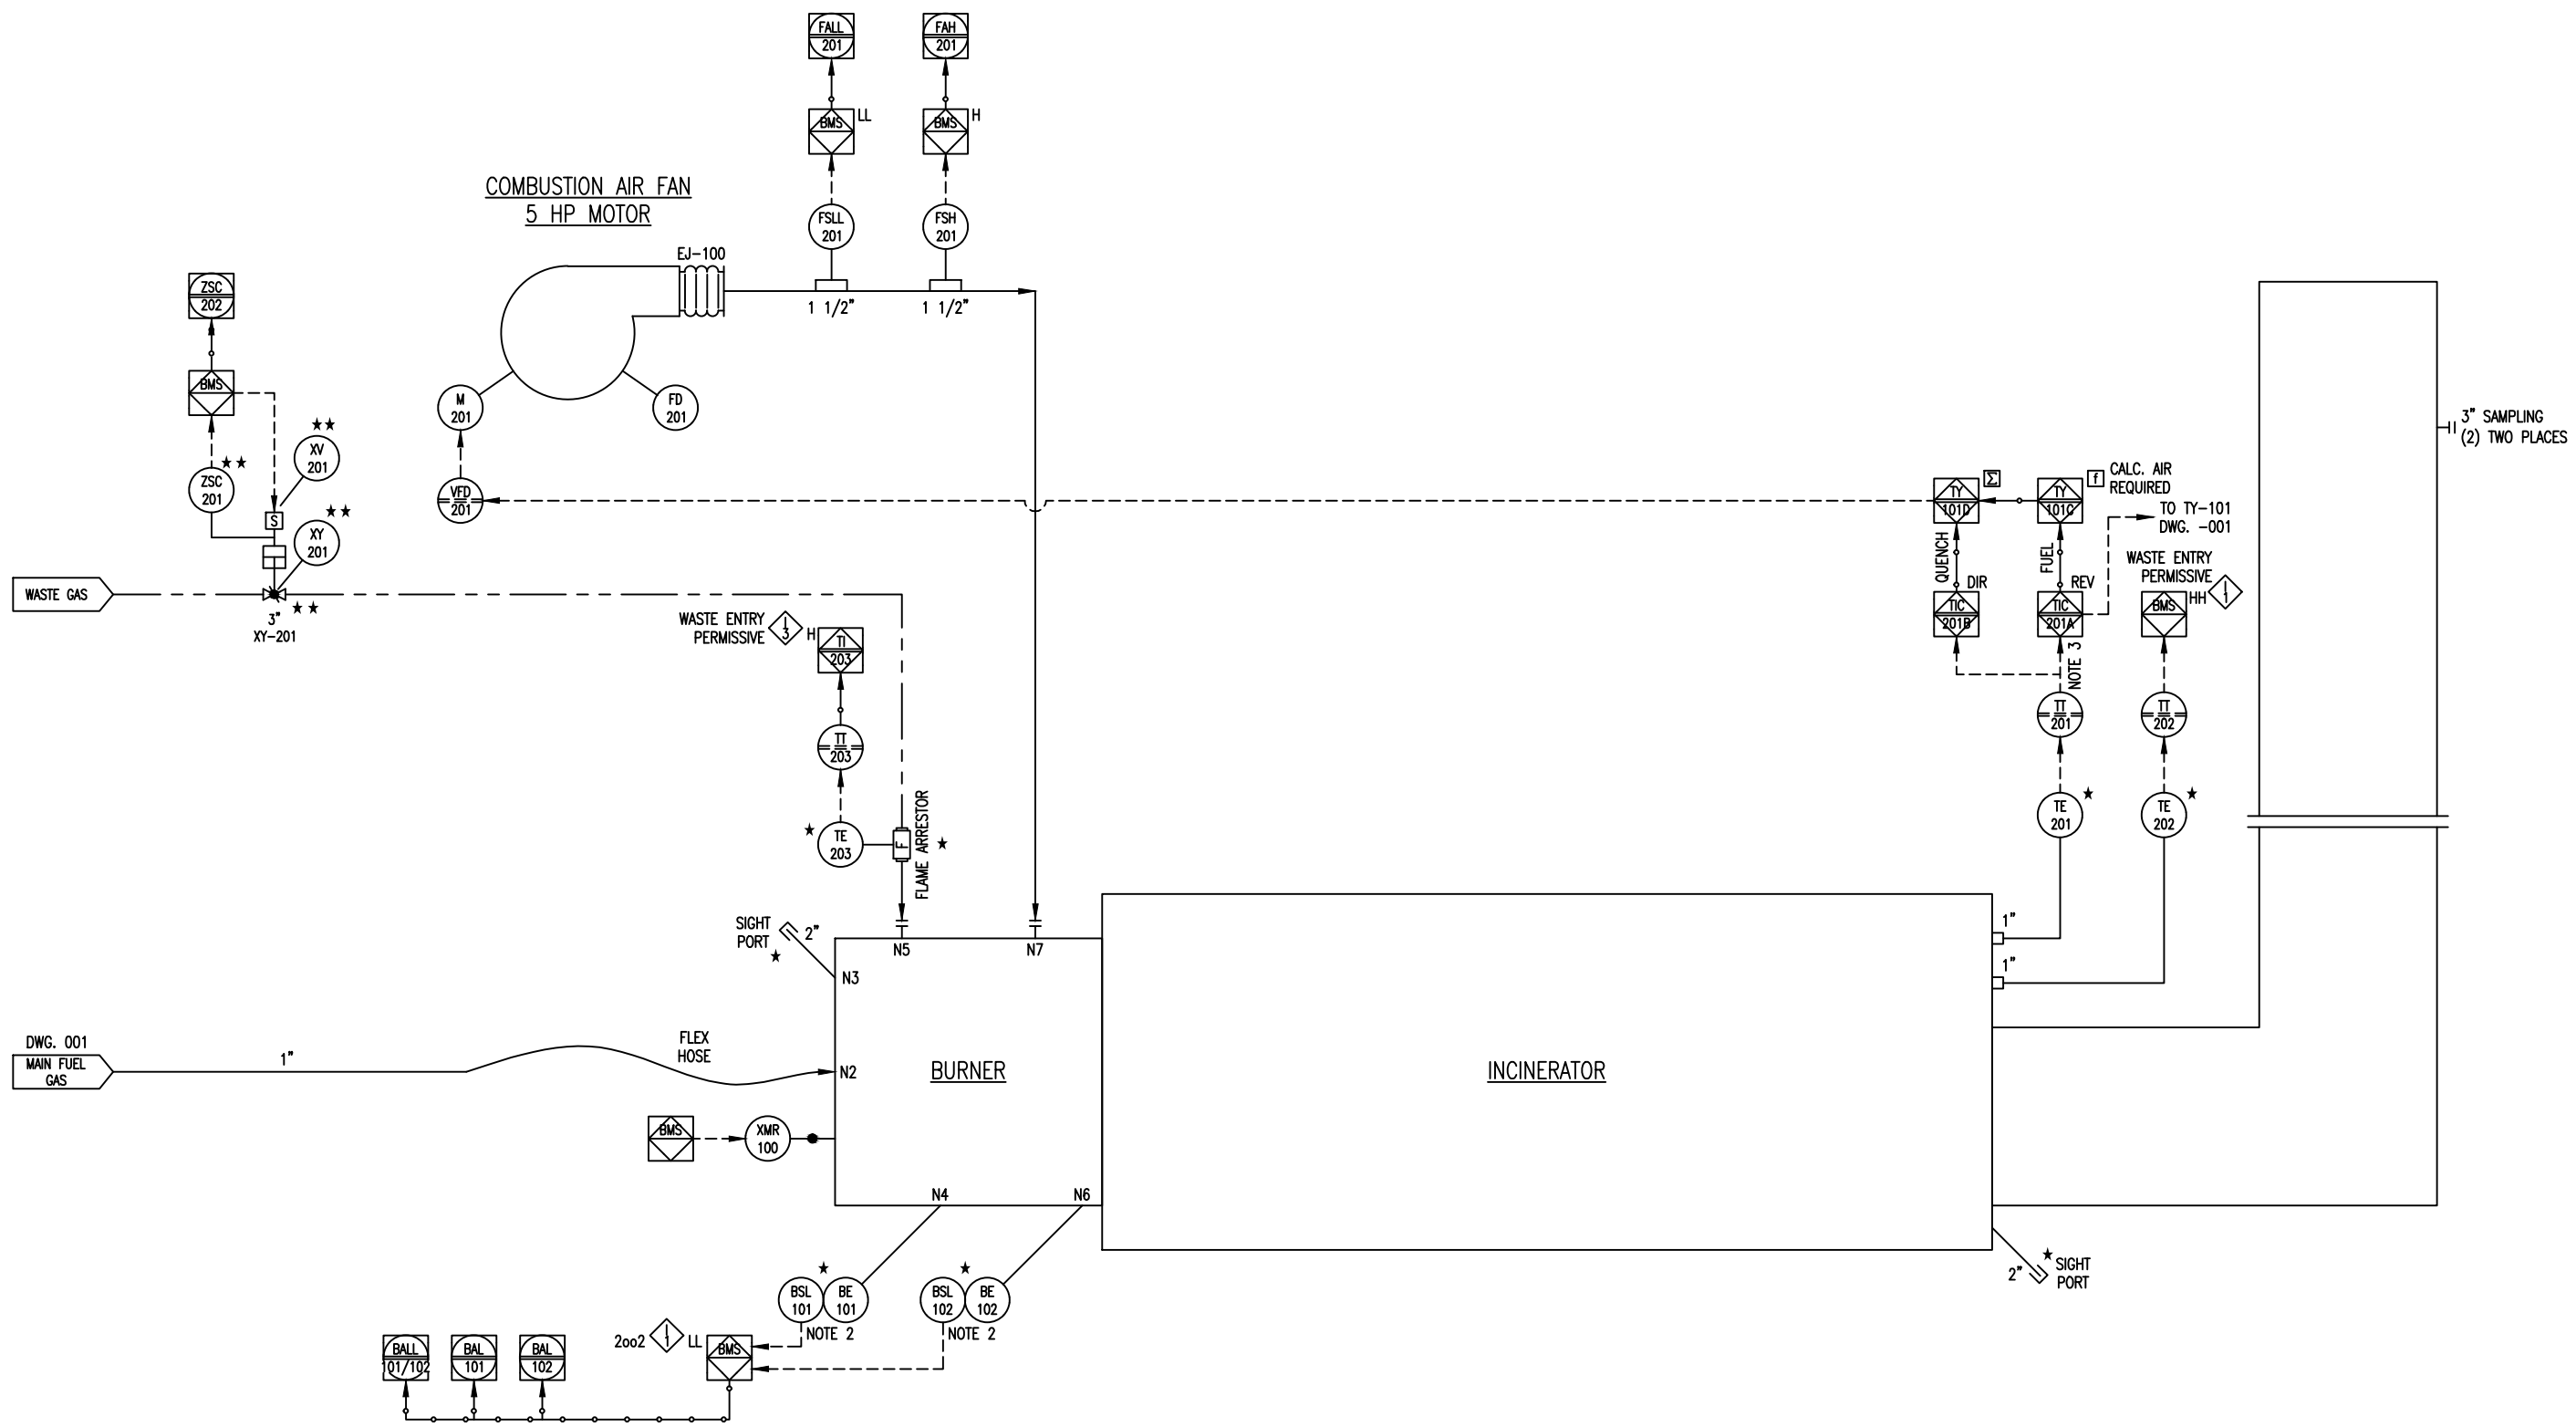 FALL
201
FAH
201
BMS
LL
BMS
H
COMBUSTION AIR FAN
5 HP MOTOR
FSLL
201
FSH
201
EJ-100
1 1/2"
1 1/2"
ZSC
202
BMS
M
201
FD
201
★★
XV
201
★★
ZSC
201
S
★★
XY
201
VFD
201
3" SAMPLING
(2) TWO PLACES
TY
101D
Σ
TY
101C
f
CALC. AIR
REQUIRED
TO TY-101
DWG. -001
QUENCH
FUEL
DIR
REV
WASTE ENTRY
PERMISSIVE
I
1
TIC
201B
TIC
201A
BMS
HH
WASTE GAS
★★
3"
XY-201
WASTE ENTRY
PERMISSIVE
I
3
H
TI
203
NOTE 3
TT
201
TT
202
TT
203
TE
201
★
TE
202
★
★
TE
203
F
FLAME ARRESTOR
★
SIGHT
PORT
★
2"
N5
N7
N3
1"
1"
DWG. 001
MAIN FUEL
GAS
1"
FLEX
HOSE
N2
BURNER
INCINERATOR
BMS
XMR
100
N4
N6
★
SIGHT
PORT
2"
★
BSL
101
BE
101
NOTE 2
★
BSL
102
BE
102
NOTE 2
2oo2
I
1
LL
BMS
BALL
101/102
BAL
101
BAL
102